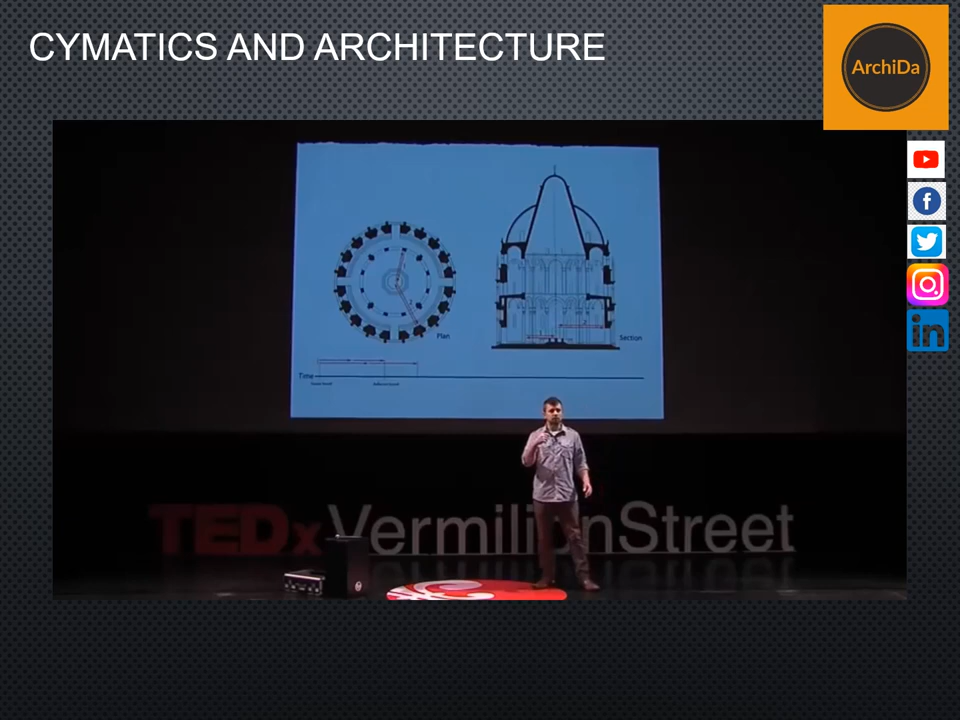 CYMATICS AND ARCHITECTURE
ArchiDa
Plan
Section
Time
TEDxVermilionStreet